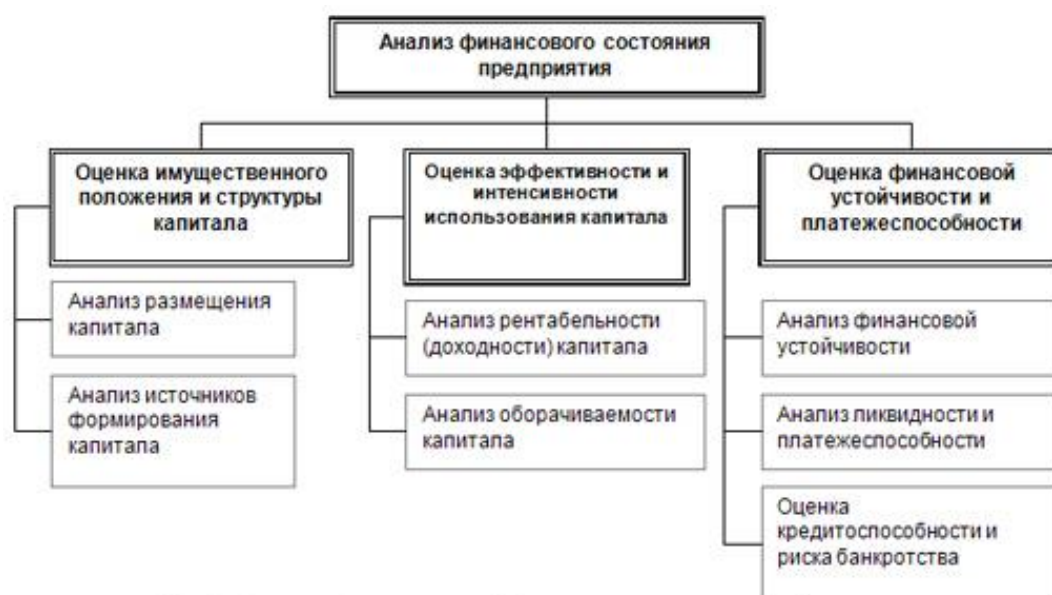 Анализ финансового состояния
предприятия
Оценка имущественного
положения и структуры
капитала
Анализ размещения
капитала
Анализ источников
формирования
капитала
Оценка эффективности и
интенсивности
использования капитала
Анализ рентабельности
(доходности) капитала
Анализ оборачиваемости
капитала
Оценка финансовой
устойчивости и
платежеспособности
Анализ финансовой
устойчивости
Анализ ликвидности и
платежеспособности
Оценка
кредитоспособности и
риска банкротства